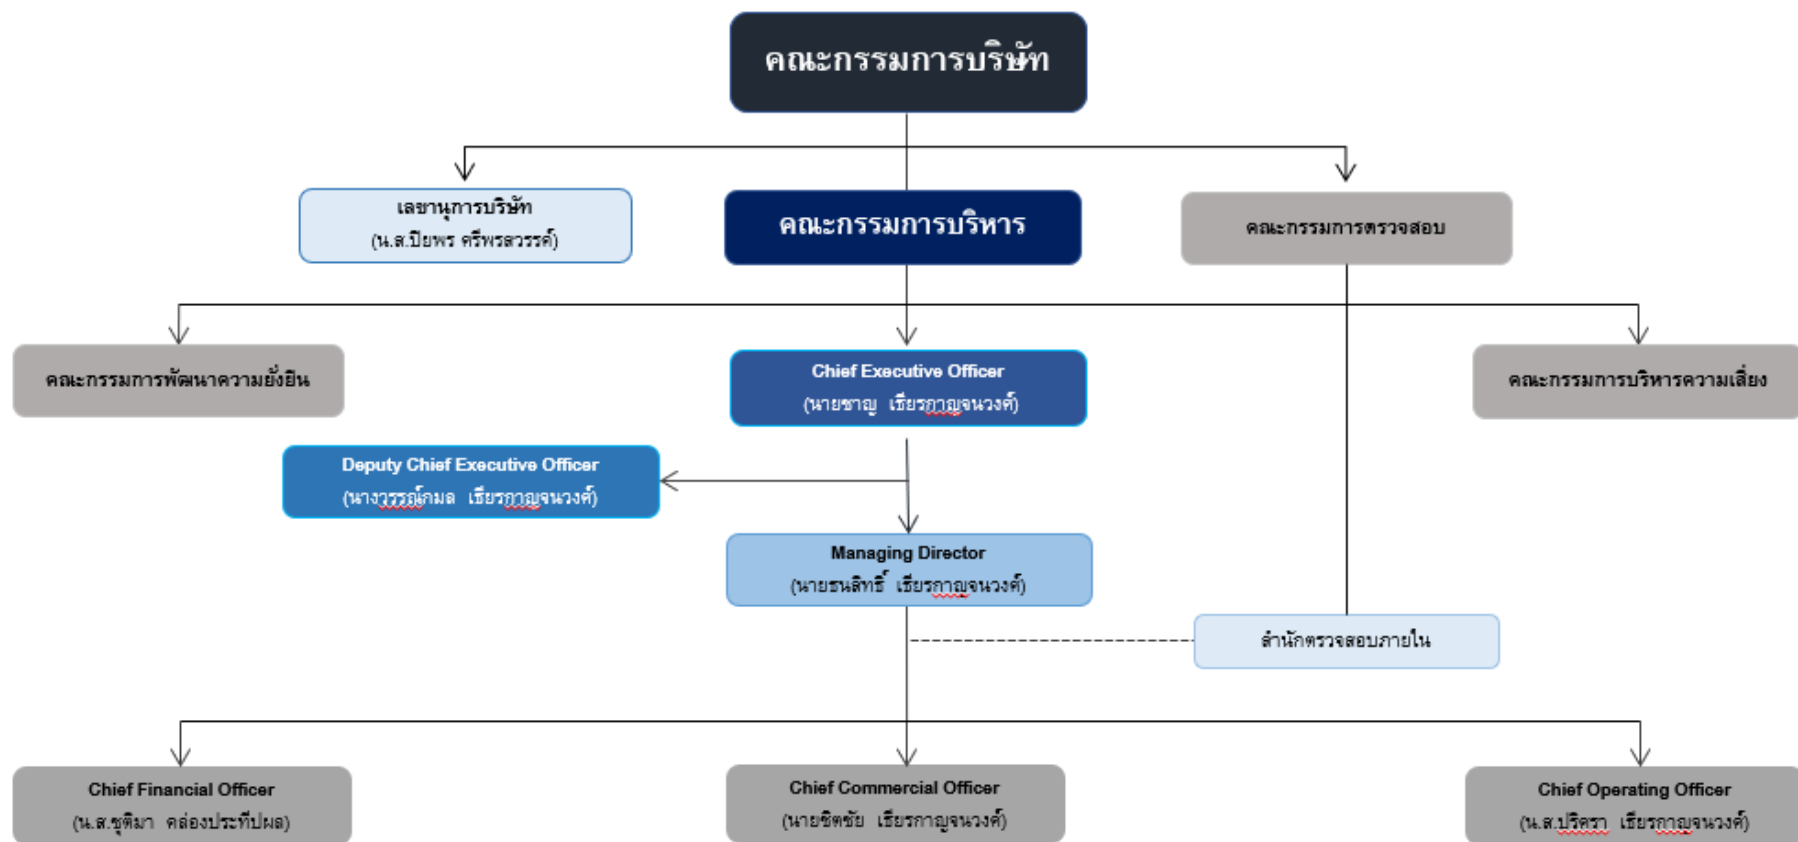 คณะกรรมการบริษัท
เลขานุการบริษัท
(น.ส.ปิยพร ศรีพรสวรรค์)
คณะกรรมการบริหาร
คณะกรรมการตรวจสอบ
คณะกรรมการพัฒนาความยั่งยืน
Chief Executive Officer
(นายชาญ เธียรกาญจนวงศ์)
คณะกรรมการบริหารความเสี่ยง
Deputy Chief Executive Officer
(นางวรรณ์กมล เธียรกาญจนวงศ์)
Managing Director
(นายธนสิทธิ์ เธียรกาญจนวงศ์)
สำนักตรวจสอบภายใน
Chief Financial Officer
(น.ส.ชุติมา คล่องประทีปผล)
Chief Commercial Officer
(นายชิตชัย เธียรกาญจนวงศ์)
Chief Operating Officer
(น.ส.ปริศรา เธียรกาญจนวงศ์)